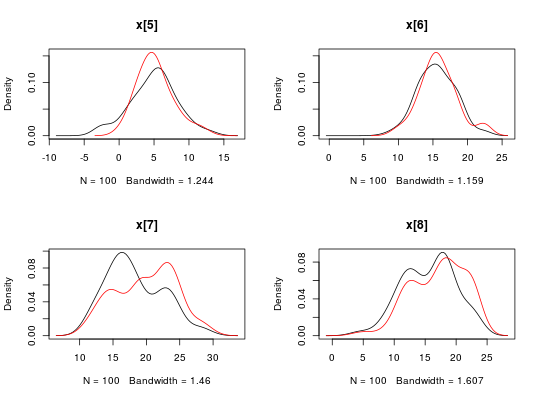 x[5]
x[6]
Density
0.00 0.10
-10 -5 0 5 10 15
N = 100 Bandwidth = 1.244
Density
0.00 0.10
0 5 10 15 20 25
N = 100 Bandwidth = 1.159
x[7]
x[8]
Density
0.00 0.04 0.08
10 15 20 25 30
N = 100 Bandwidth = 1.46
Density
0.00 0.04 0.08
0 5 10 15 20 25
N = 100 Bandwidth = 1.607